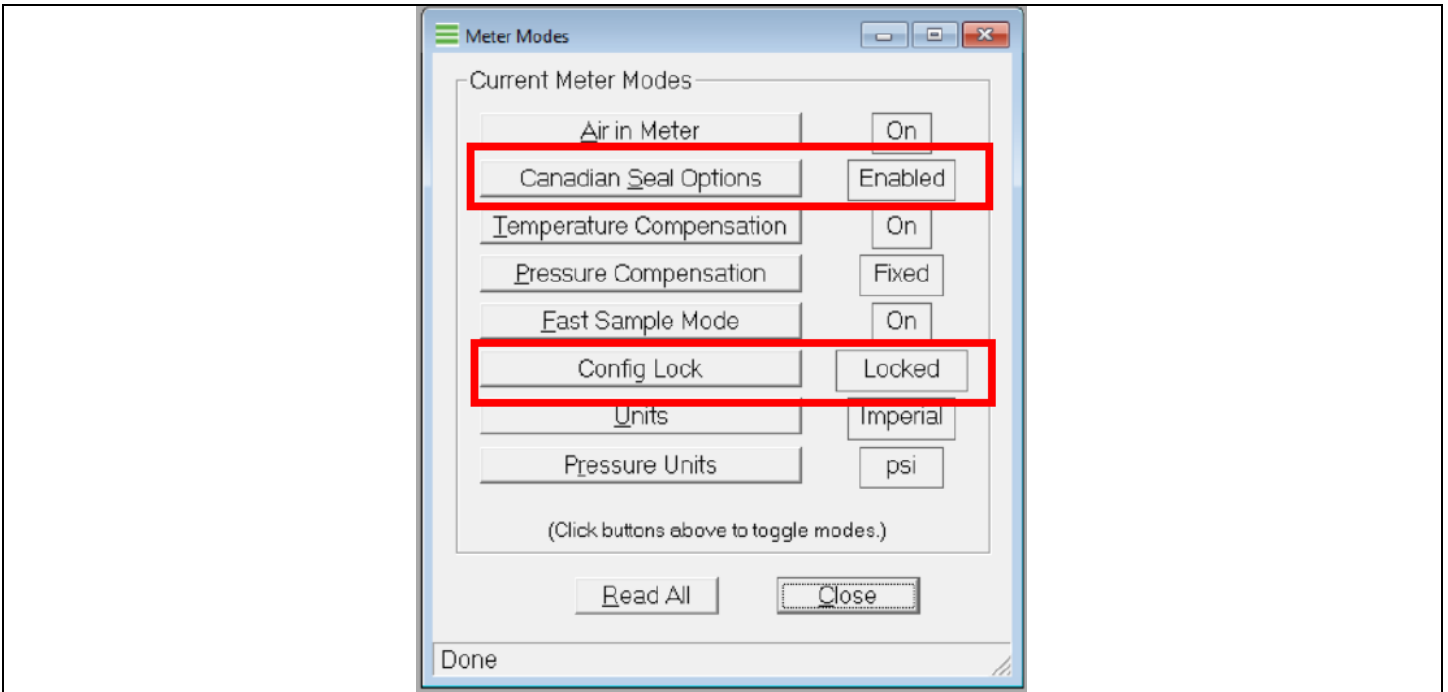 Meter Modes
Current Meter Modes
Air in Meter On
Canadian Seal Options Enabled
Temperature Compensation On
Pressure Compensation Fixed
Fast Sample Mode On
Config Lock Locked
Units Imperial
Pressure Units psi
(Click buttons above to toggle modes.)
Read All Close
Done